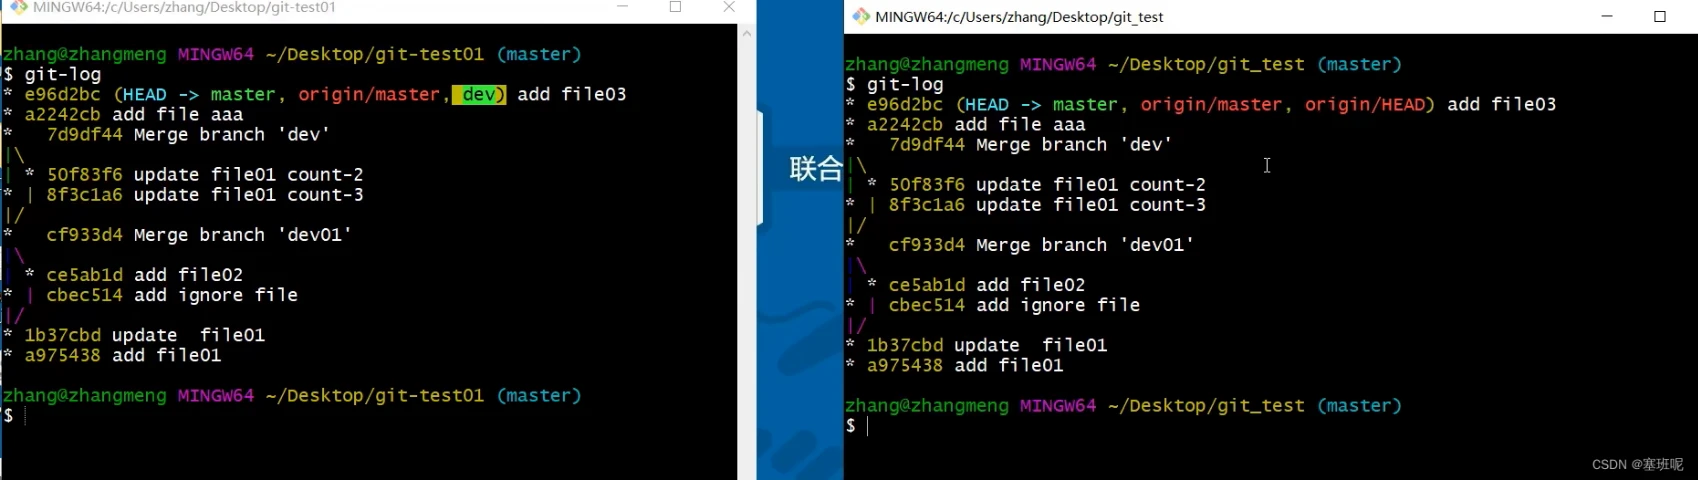 MINGW64:/c/Users/zhang/Desktop/git-test01
zhang@zhangmeng MINGW64 ~/Desktop/git-test01 (master)
$ git-log
* e96d2bc (HEAD -> master, origin/master, dev) add file03
* a2242cb add file aaa
*   7d9df44 Merge branch 'dev'
|\
| * 50f83f6 update file01 count-2
* | 8f3c1a6 update file01 count-3
|/
*   cf933d4 Merge branch 'dev01'
|\
| * ce5ab1d add file02
* | cbec514 add ignore file
|/
* 1b37cbd update  file01
* a975438 add file01
zhang@zhangmeng MINGW64 ~/Desktop/git-test01 (master)
$
联合
MINGW64:/c/Users/zhang/Desktop/git_test
zhang@zhangmeng MINGW64 ~/Desktop/git_test (master)
$ git-log
* e96d2bc (HEAD -> master, origin/master, origin/HEAD) add file03
* a2242cb add file aaa
*   7d9df44 Merge branch 'dev'
|\
| * 50f83f6 update file01 count-2
* | 8f3c1a6 update file01 count-3
|/
*   cf933d4 Merge branch 'dev01'
|\
| * ce5ab1d add file02
* | cbec514 add ignore file
|/
* 1b37cbd update  file01
* a975438 add file01
zhang@zhangmeng MINGW64 ~/Desktop/git_test (master)
$
CSDN @塞班呢